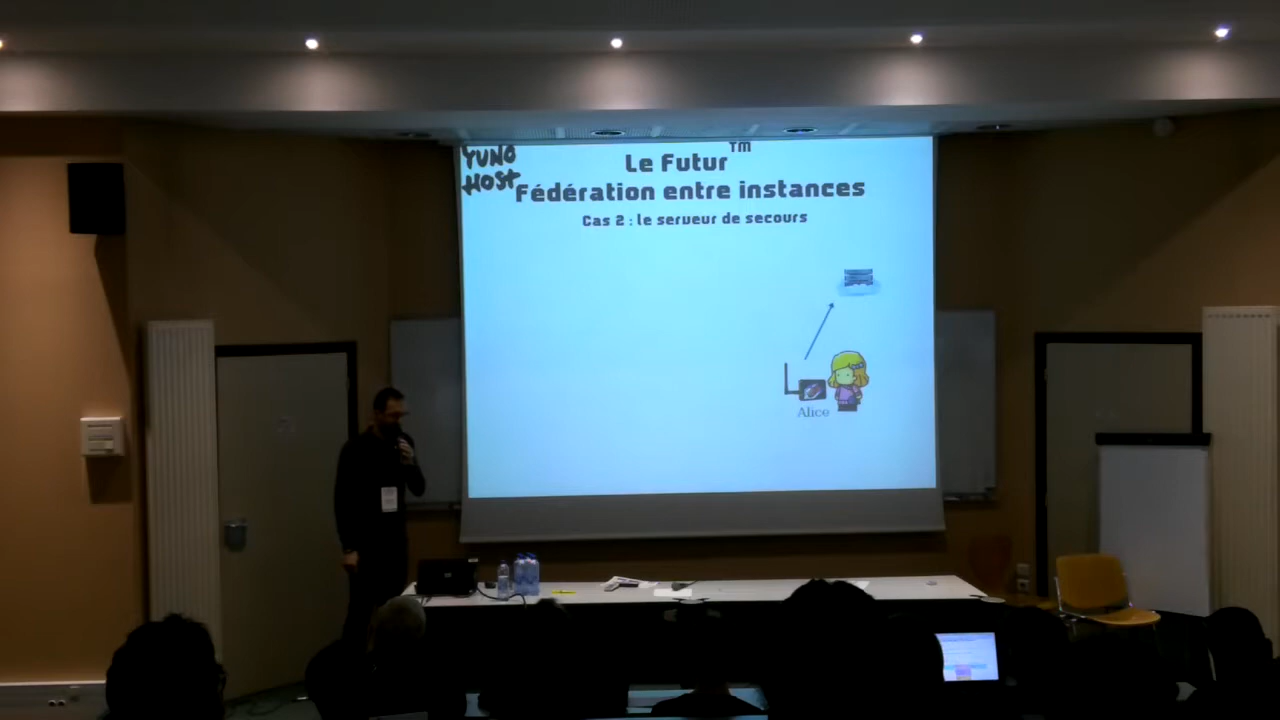 YUNO
HOST
Le Futur™
Fédération entre instances
Cas 2 : le serveur de secours
Alice